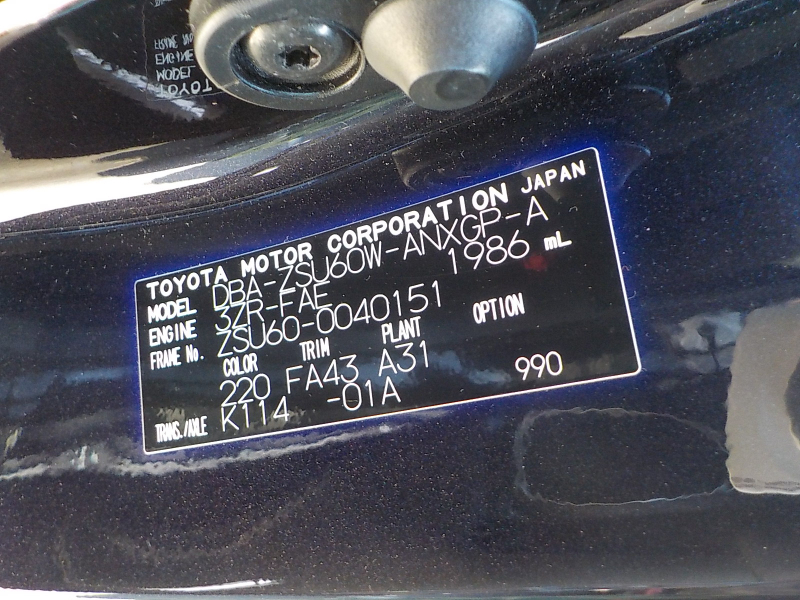 TOYOTA MOTOR CORPORATION JAPAN
MODEL DBA-ZSU60W-ANXGP-A
ENGINE 3ZR-FAE 1986 mL
FRAME No. ZSU60-0040151
COLOR TRIM PLANT OPTION
220 FA43 A31
TRANS./AXLE K114 -01A 990